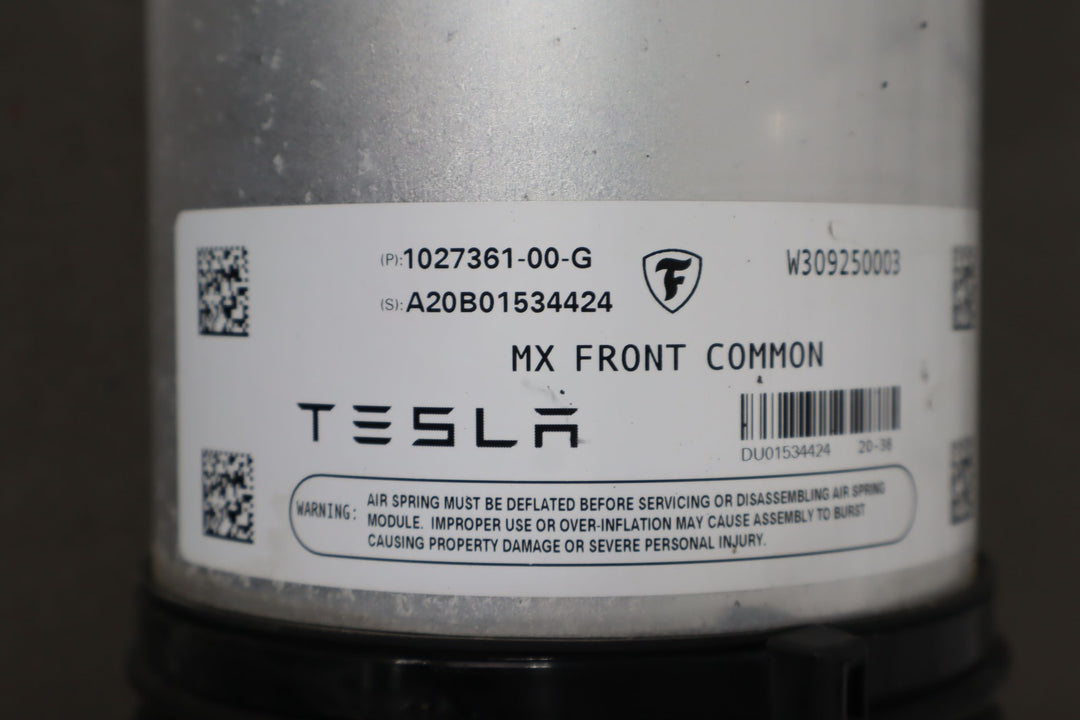 (P):1027361-00-G
(S):A20B01534424
F
W309250003
MX FRONT COMMON
TESLA
DU01534424 20-38
WARNING: AIR SPRING MUST BE DEFLATED BEFORE SERVICING OR DISASSEMBLING AIR SPRING
MODULE. IMPROPER USE OR OVER-INFLATION MAY CAUSE ASSEMBLY TO BURST
CAUSING PROPERTY DAMAGE OR SEVERE PERSONAL INJURY.